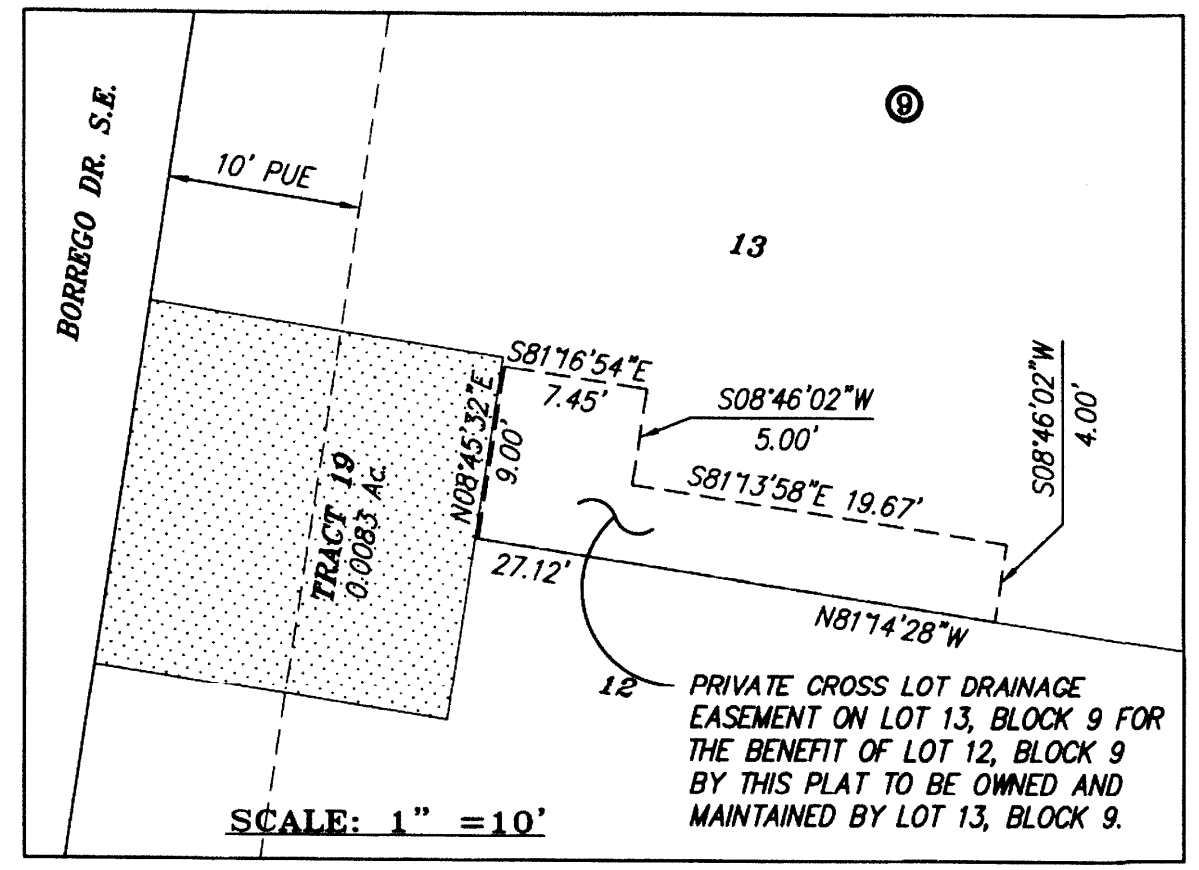 BORREGO DR. S.E.
10' PUE
9
13
S81°16'54"E
7.45'
S08°46'02"W
5.00'
S08°46'02"W
4.00'
N08°45'32"E
9.00'
S81°13'58"E 19.67'
TRACT 19
0.0083 Ac.
27.12'
N81°14'28"W
12
PRIVATE CROSS LOT DRAINAGE
EASEMENT ON LOT 13, BLOCK 9 FOR
THE BENEFIT OF LOT 12, BLOCK 9
BY THIS PLAT TO BE OWNED AND
MAINTAINED BY LOT 13, BLOCK 9.
SCALE: 1" =10'